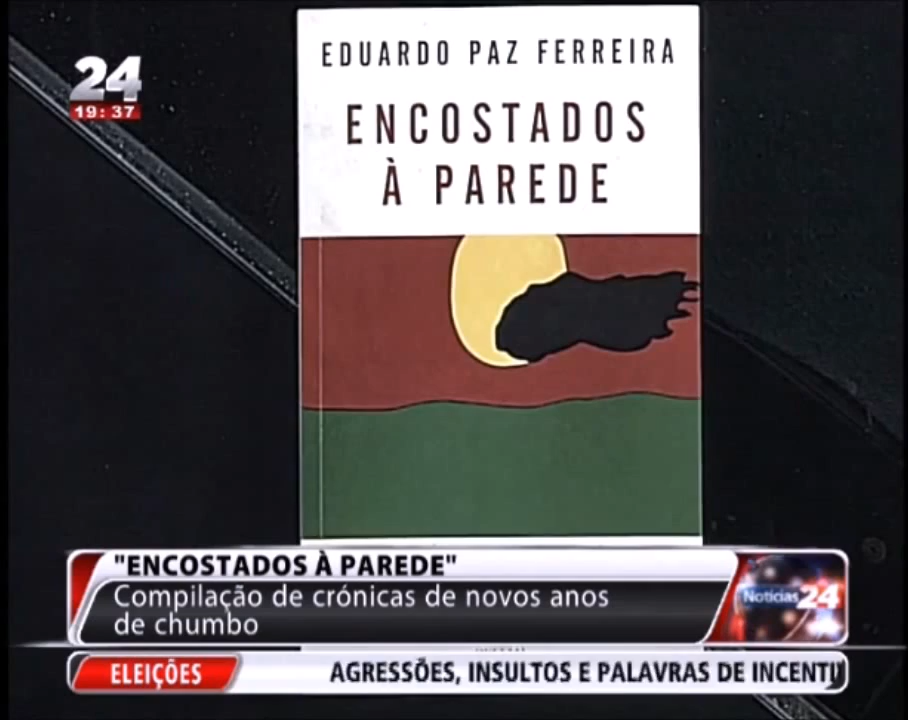 EDUARDO PAZ FERREIRA
ENCOSTADOS
À PAREDE
24
19:37
"ENCOSTADOS À PAREDE"
Compilação de crónicas de novos anos
de chumbo
Notícias 24
ELEIÇÕES AGRESSÕES, INSULTOS E PALAVRAS DE